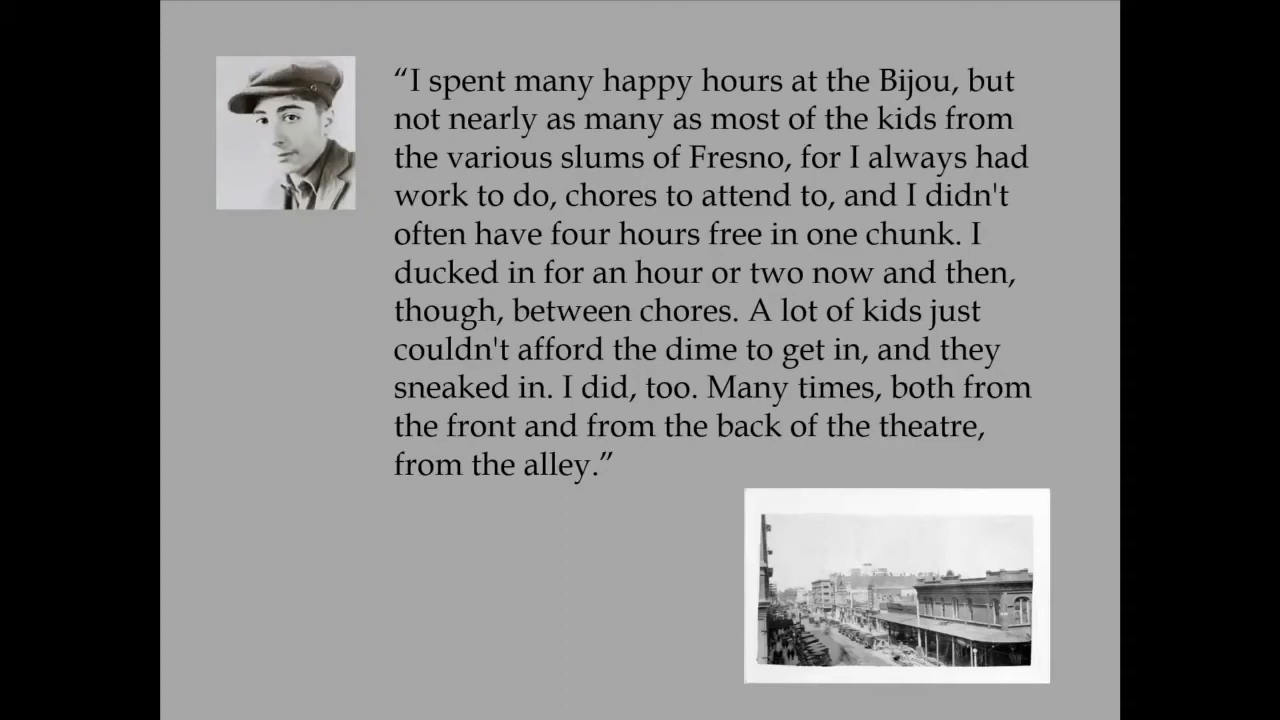 “I spent many happy hours at the Bijou, but
not nearly as many as most of the kids from
the various slums of Fresno, for I always had
work to do, chores to attend to, and I didn't
often have four hours free in one chunk. I
ducked in for an hour or two now and then,
though, between chores. A lot of kids just
couldn't afford the dime to get in, and they
sneaked in. I did, too. Many times, both from
the front and from the back of the theatre,
from the alley.”